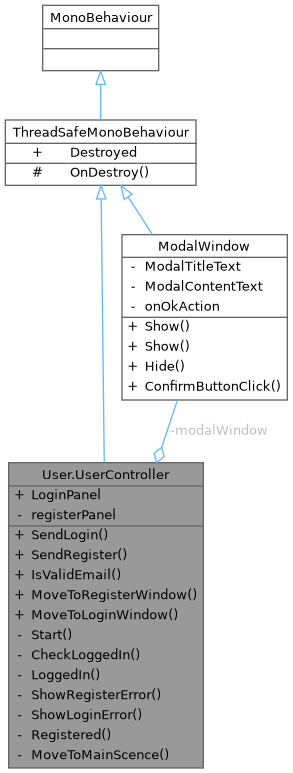 MonoBehaviour
ThreadSafeMonoBehaviour
+ Destroyed
# OnDestroy()
ModalWindow
- ModalTitleText
- ModalContentText
- onOkAction
+ Show()
+ Show()
+ Hide()
+ ConfirmButtonClick()
-modalWindow
User.UserController
+ LoginPanel
- registerPanel
+ SendLogin()
+ SendRegister()
+ IsValidEmail()
+ MoveToRegisterWindow()
+ MoveToLoginWindow()
- Start()
- CheckLoggedIn()
- LoggedIn()
- ShowRegisterError()
- ShowLoginError()
- Registered()
- MoveToMainScence()